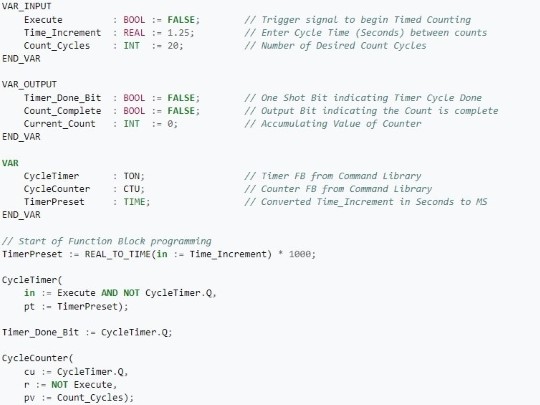 VAR_INPUT
Execute : BOOL := FALSE; // Trigger signal to begin Timed Counting
Time_Increment : REAL := 1.25; // Enter Cycle Time (Seconds) between counts
Count_Cycles : INT := 20; // Number of Desired Count Cycles
END_VAR
VAR_OUTPUT
Timer_Done_Bit : BOOL := FALSE; // One Shot Bit indicating Timer Cycle Done
Count_Complete : BOOL := FALSE; // Output Bit indicating the Count is complete
Current_Count : INT := 0; // Accumulating Value of Counter
END_VAR
VAR
CycleTimer : TON; // Timer FB from Command Library
CycleCounter : CTU; // Counter FB from Command Library
TimerPreset : TIME; // Converted Time_Increment in Seconds to MS
END_VAR
// Start of Function Block programming
TimerPreset := REAL_TO_TIME(in := Time_Increment) * 1000;
CycleTimer(
in := Execute AND NOT CycleTimer.Q,
pt := TimerPreset);
Timer_Done_Bit := CycleTimer.Q;
CycleCounter(
cu := CycleTimer.Q,
r := NOT Execute,
pv := Count_Cycles);